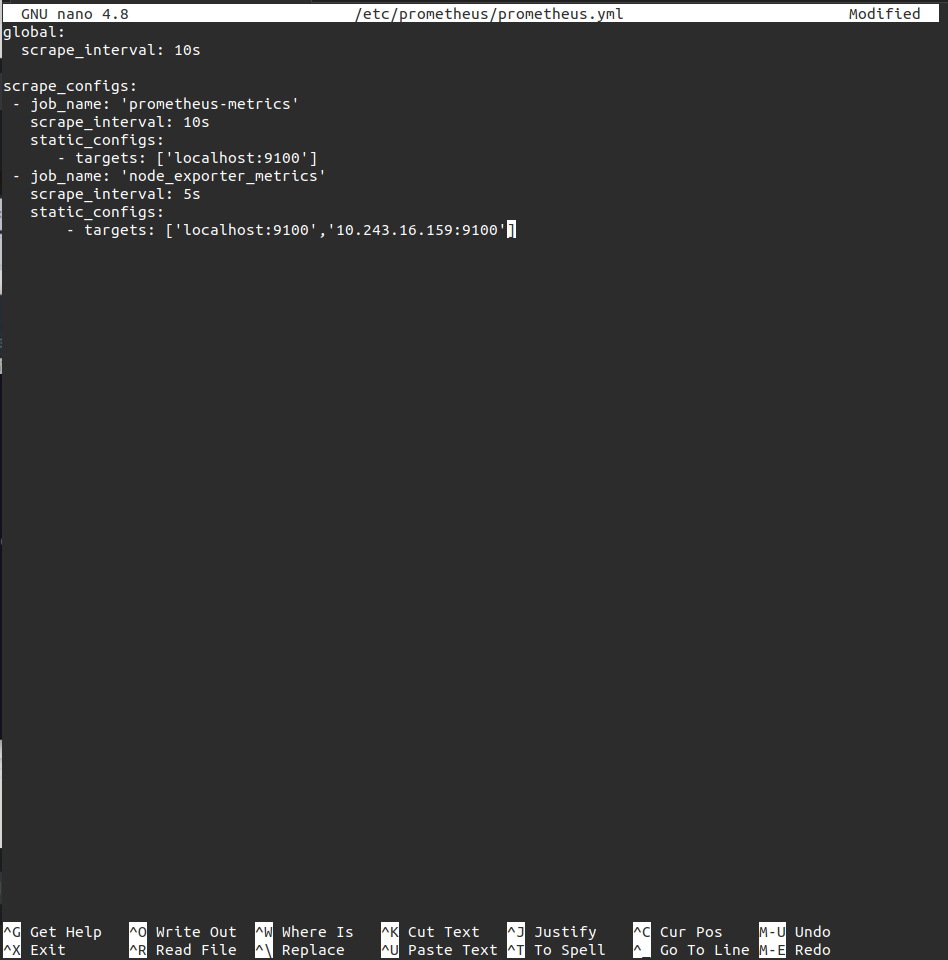 GNU nano 4.8 /etc/prometheus/prometheus.yml Modified
global:
  scrape_interval: 10s

scrape_configs:
 - job_name: 'prometheus-metrics'
   scrape_interval: 10s
   static_configs:
      - targets: ['localhost:9100']
 - job_name: 'node_exporter_metrics'
   scrape_interval: 5s
   static_configs:
       - targets: ['localhost:9100','10.243.16.159:9100']
^G Get Help ^O Write Out ^W Where Is ^K Cut Text ^J Justify ^C Cur Pos M-U Undo
^X Exit ^R Read File ^\ Replace ^U Paste Text ^T To Spell ^_ Go To Line M-E Redo